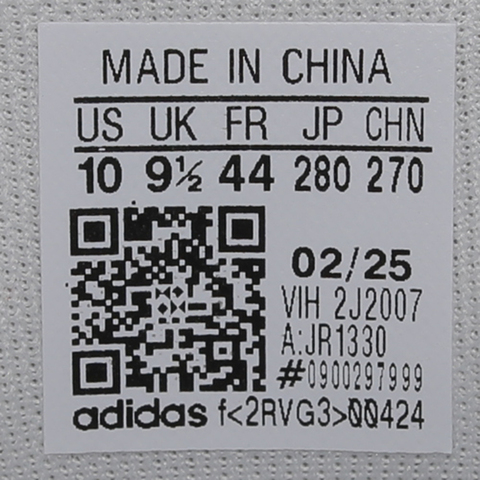 MADE IN CHINA
US UK FR JP CHN
10 9½ 44 280 270
02/25
VIH 2J2007
A:JR1330
#0900297999
adidas f<2RVG3>00424